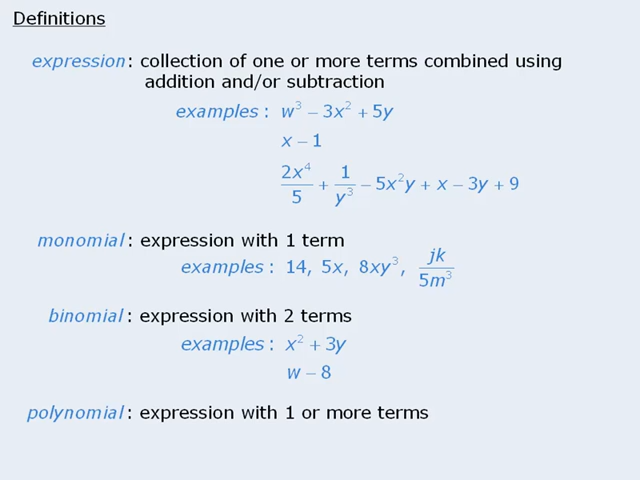 Definitions
expression: collection of one or more terms combined using
addition and/or subtraction
examples: w³ – 3x² + 5y
x – 1
2x⁴/5 + 1/y³ – 5x²y + x – 3y + 9
monomial: expression with 1 term
examples: 14, 5x, 8xy³, jk/5m³
binomial: expression with 2 terms
examples: x² + 3y
w – 8
polynomial: expression with 1 or more terms